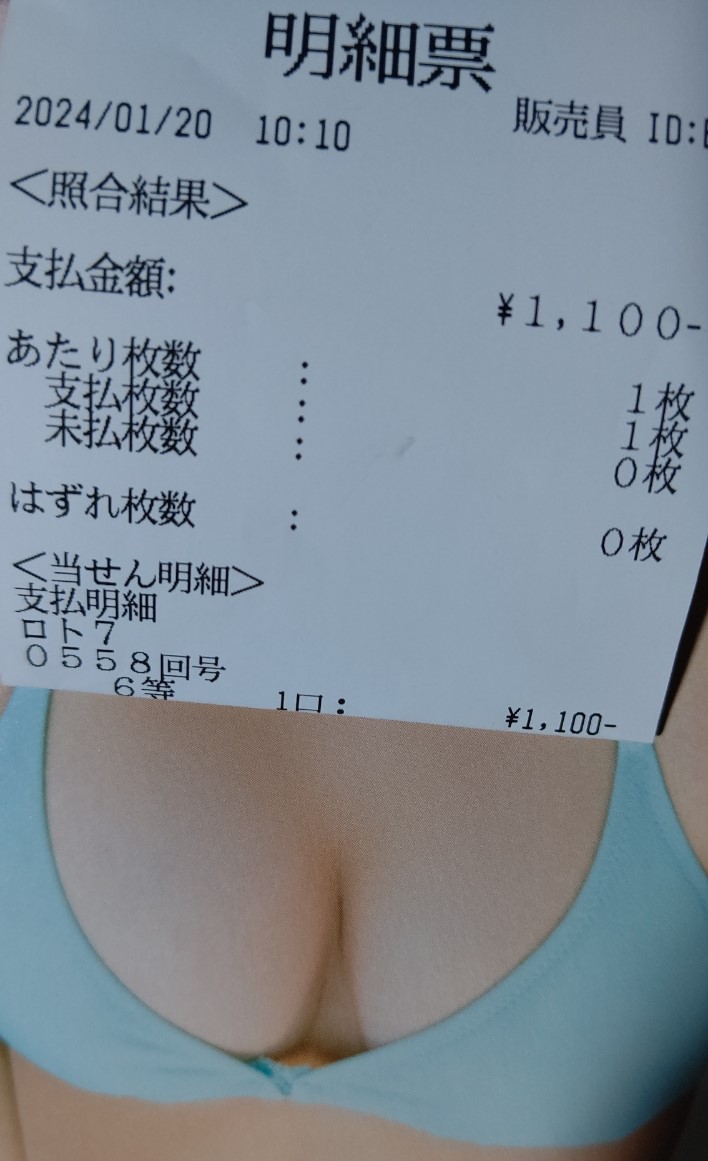 明細票
2024/01/20 10:10 販売員 ID:
<照合結果>
支払金額:
¥1,100-
あたり枚数 : 1枚
支払枚数 : 1枚
未払枚数 : 0枚
はずれ枚数 : 0枚
<当せん明細>
支払明細
ロト7
0558回号
6等 1口: ¥1,100-